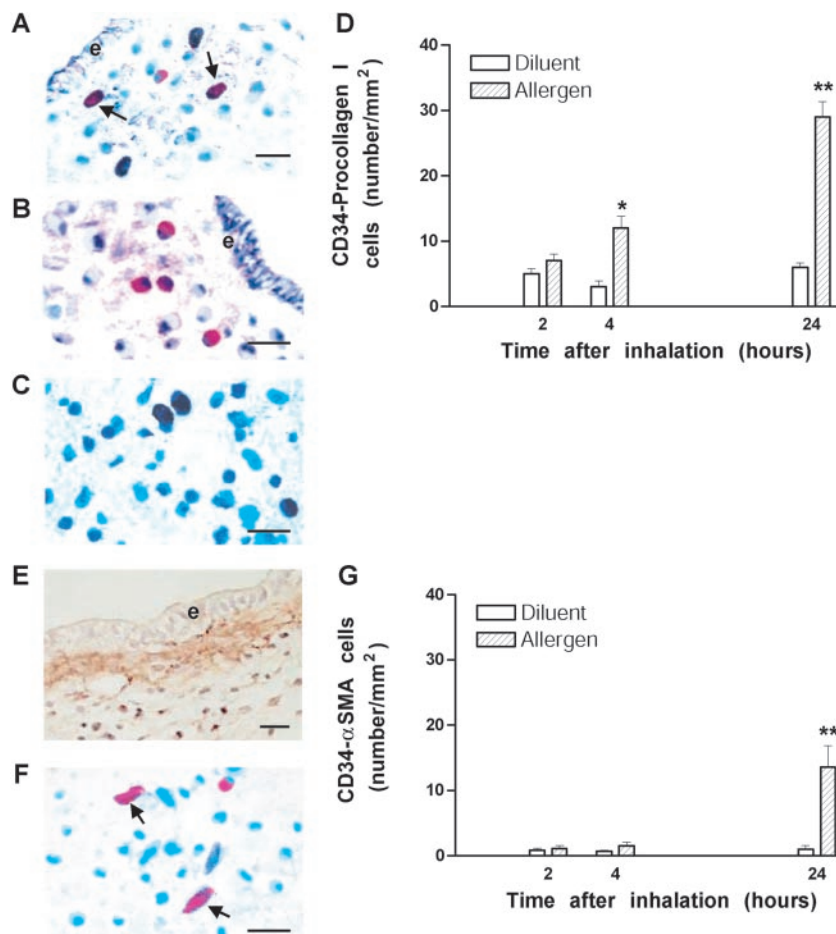 A
e
B
e
C
D
40
30
20
10
0
Diluent
Allergen
*
**
2
4
24
Time after inhalation (hours)
CD34-Procollagen I
cells (number/mm²)
E
e
F
G
40
30
20
10
0
Diluent
Allergen
**
2
4
24
Time after inhalation (hours)
CD34-αSMA cells
(number/mm²)